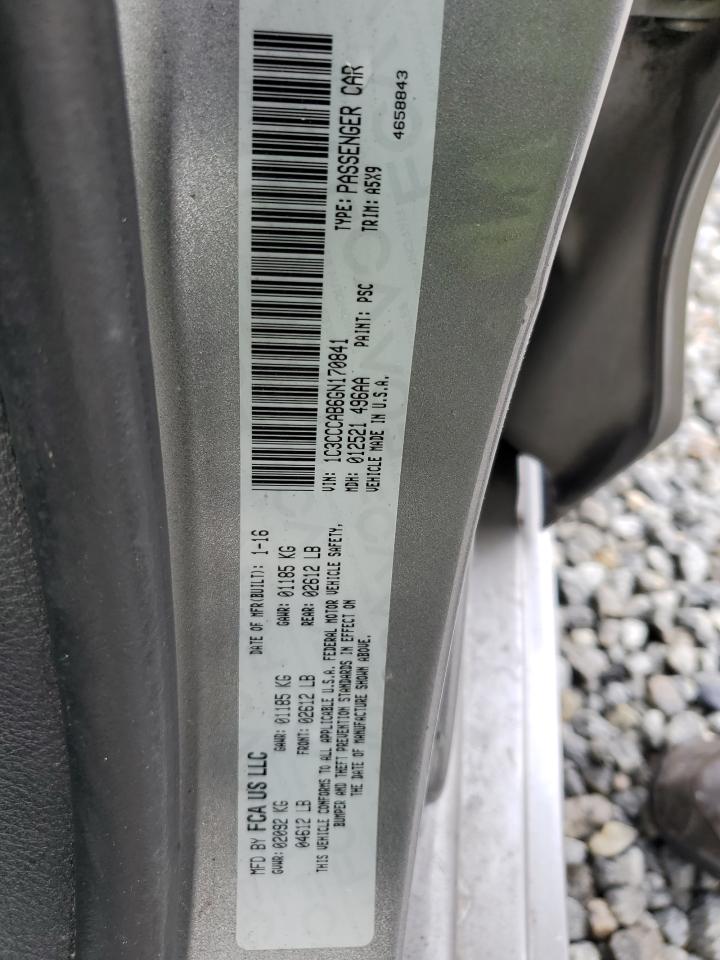 MFD BY FCA US LLC DATE OF MFR(BUILT): 1-16
GVWR: 02092 KG GAWR: 01185 KG GAWR: 01185 KG
04612 LB FRONT: 02612 LB REAR: 02612 LB
THIS VEHICLE CONFORMS TO ALL APPLICABLE U.S.A. FEDERAL MOTOR VEHICLE SAFETY,
BUMPER AND THEFT PREVENTION STANDARDS IN EFFECT ON
THE DATE OF MANUFACTURE SHOWN ABOVE.
VIN: 1C3CCCAB6GN170841 TYPE: PASSENGER CAR
MDH: 012521 496AA PAINT: PSC TRIM: A5X9
VEHICLE MADE IN U.S.A.
4658843